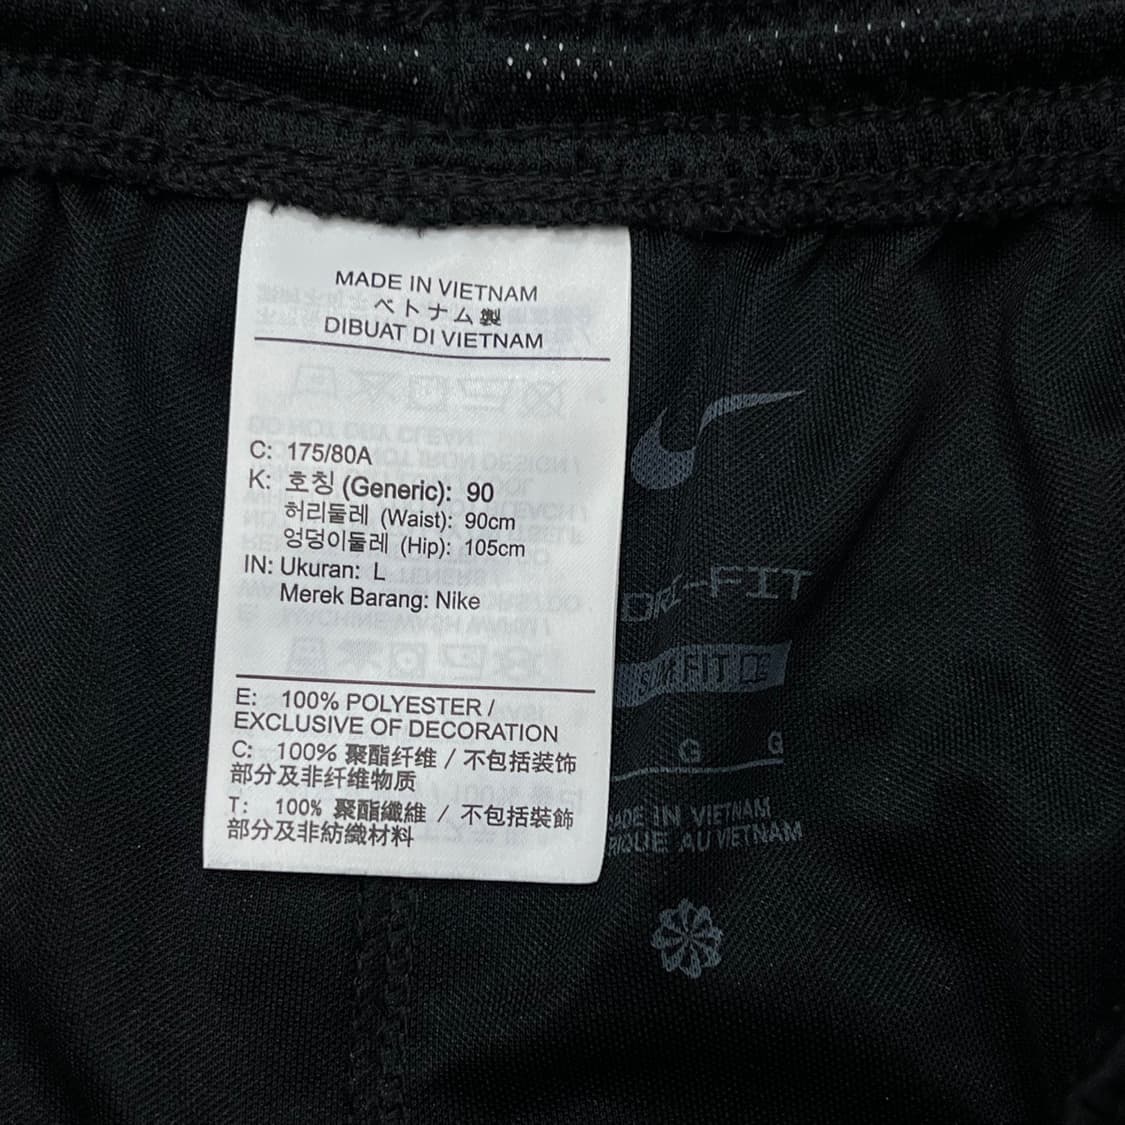 MADE IN VIETNAM
ベトナム製
DIBUAT DI VIETNAM
C: 175/80A
K: 호칭 (Generic): 90
허리둘레 (Waist): 90cm
엉덩이둘레 (Hip): 105cm
IN: Ukuran: L
Merek Barang: Nike
E: 100% POLYESTER /
EXCLUSIVE OF DECORATION
C: 100% 聚酯纤维 / 不包括装饰
部分及非纤维物质
T: 100% 聚酯纖維 / 不包括裝飾
部分及非紡織材料
DRI-FIT
FIT
G G
MADE IN VIETNAM
AU VIETNAM